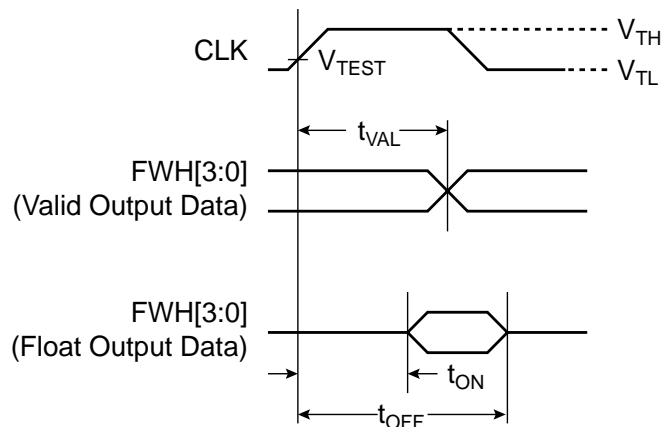 CLK
V_TEST
V_TH
V_TL
t_VAL
FWH[3:0]
(Valid Output Data)
FWH[3:0]
(Float Output Data)
t_ON
t_OFF